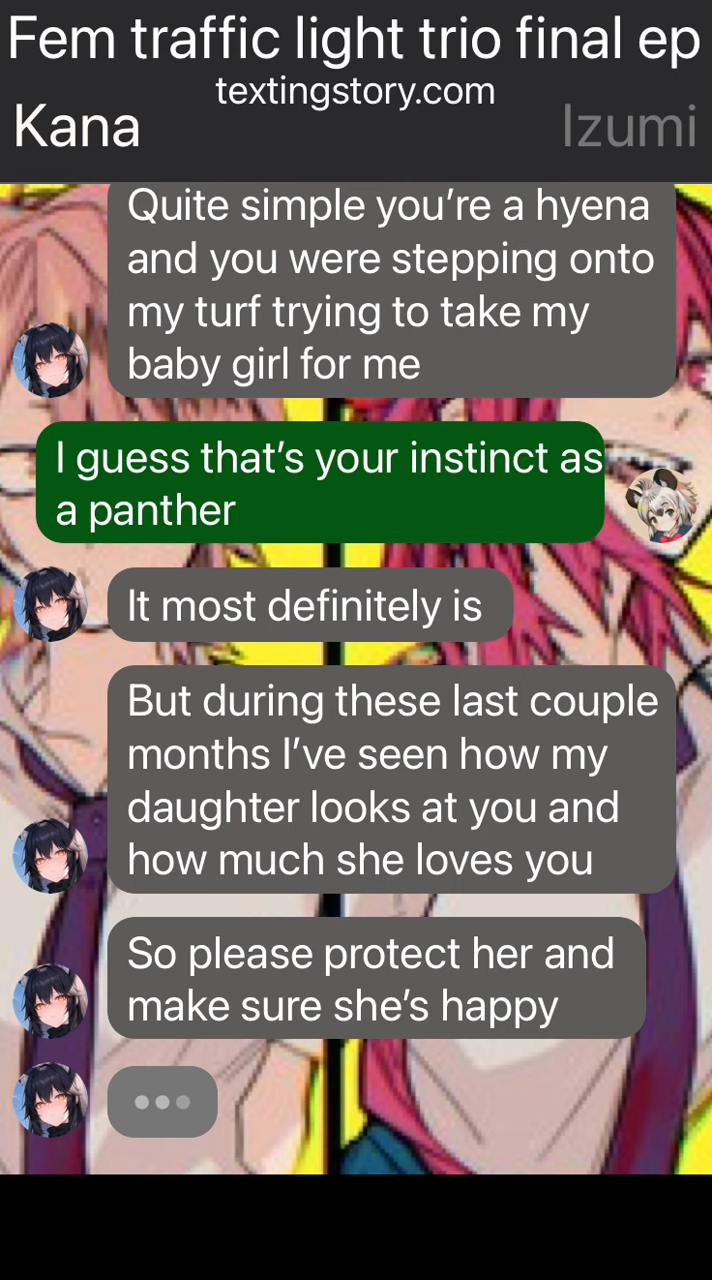 Fem traffic light trio final ep
textingstory.com
Kana
Izumi
Quite simple you’re a hyena
and you were stepping onto
my turf trying to take my
baby girl for me
I guess that’s your instinct as
a panther
It most definitely is
But during these last couple
months I’ve seen how my
daughter looks at you and
how much she loves you
So please protect her and
make sure she’s happy